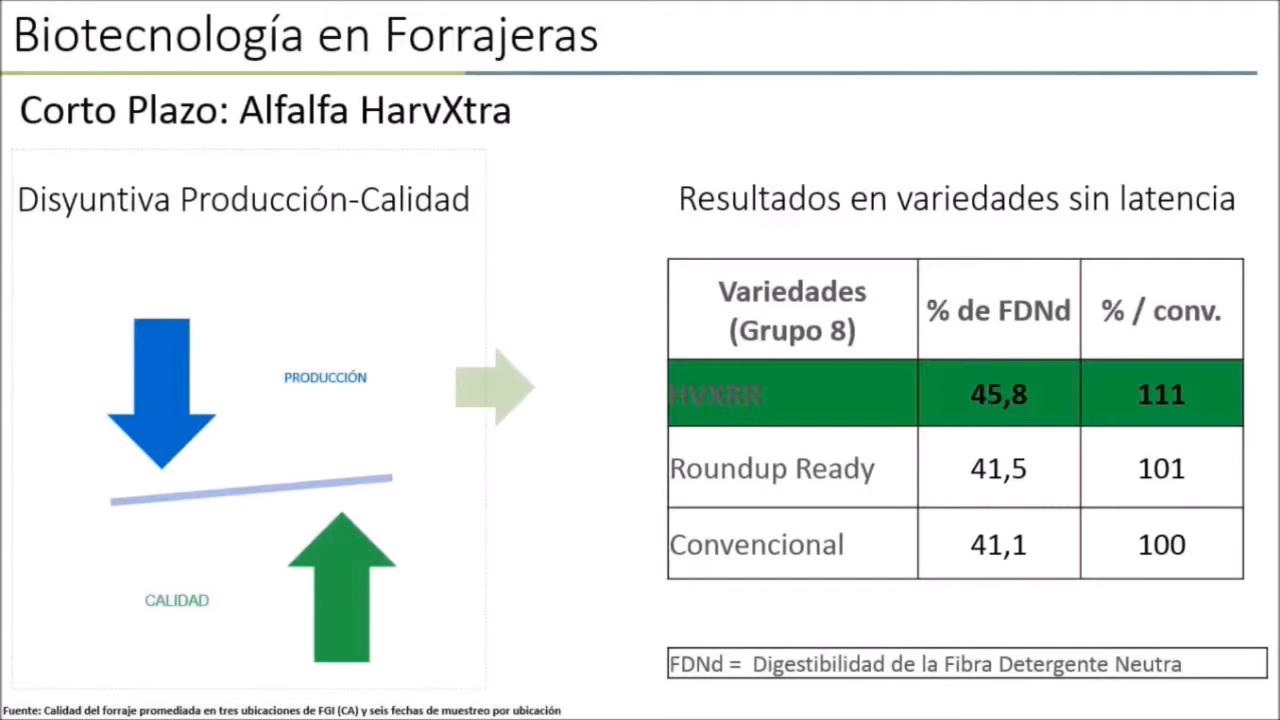 Biotecnología en Forrajeras
Corto Plazo: Alfalfa HarvXtra
Disyuntiva Producción-Calidad
PRODUCCIÓN
CALIDAD
Resultados en variedades sin latencia
Variedades (Grupo 8) % de FDNd % / conv.
HVXRR 45,8 111
Roundup Ready 41,5 101
Convencional 41,1 100
FDNd = Digestibilidad de la Fibra Detergente Neutra
Fuente: Calidad del forraje promediada en tres ubicaciones de FGI (CA) y seis fechas de muestreo por ubicación